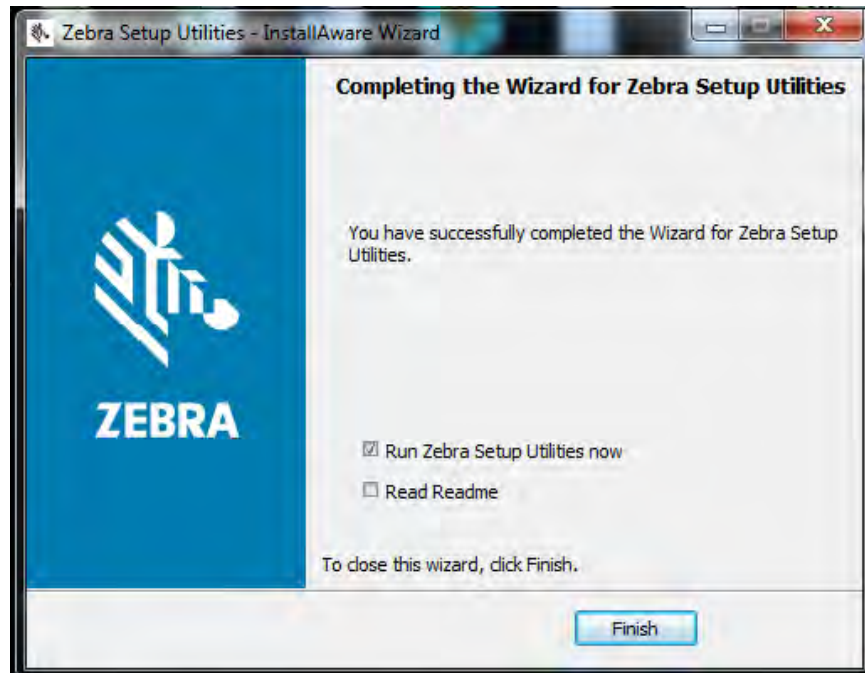 Zebra Setup Utilities - InstallAware Wizard
Completing the Wizard for Zebra Setup Utilities
You have successfully completed the Wizard for Zebra Setup
Utilities.
ZEBRA
Run Zebra Setup Utilities now
Read Readme
To close this wizard, click Finish.
Finish